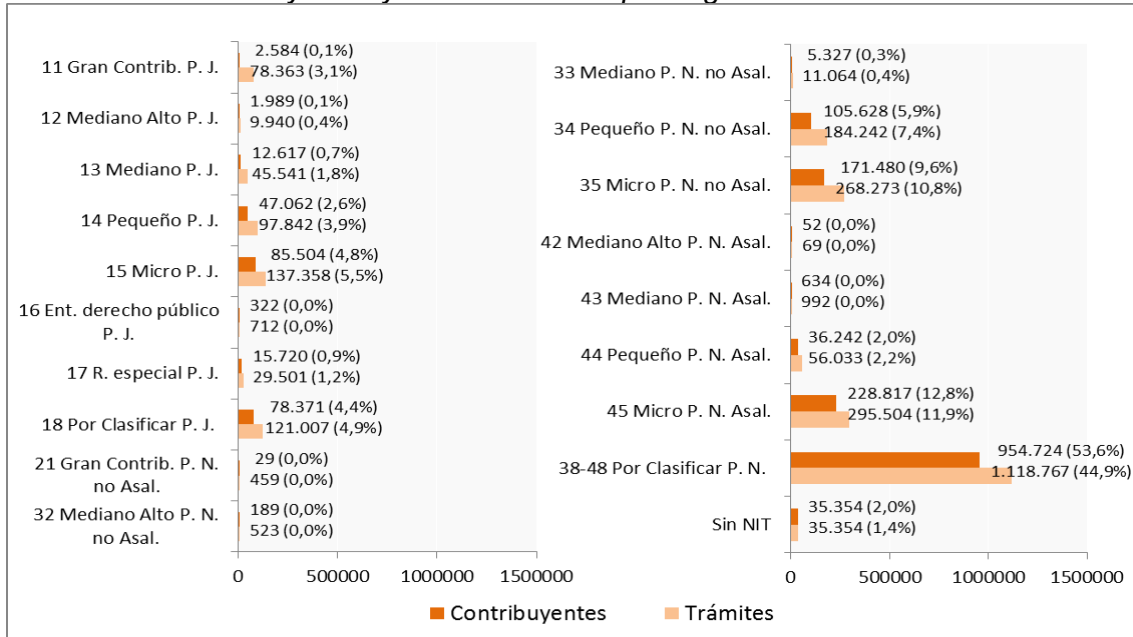 11 Gran Contrib. P. J.
2.584 (0,1%)
78.363 (3,1%)
12 Mediano Alto P. J.
1.989 (0,1%)
9.940 (0,4%)
13 Mediano P. J.
12.617 (0,7%)
45.541 (1,8%)
14 Pequeño P. J.
47.062 (2,6%)
97.842 (3,9%)
15 Micro P. J.
85.504 (4,8%)
137.358 (5,5%)
16 Ent. derecho público
P. J.
322 (0,0%)
712 (0,0%)
17 R. especial P. J.
15.720 (0,9%)
29.501 (1,2%)
18 Por Clasificar P. J.
78.371 (4,4%)
121.007 (4,9%)
21 Gran Contrib. P. N.
no Asal.
29 (0,0%)
459 (0,0%)
32 Mediano Alto P. N.
no Asal.
189 (0,0%)
523 (0,0%)
0 500000 1000000 1500000
33 Mediano P. N. no Asal.
5.327 (0,3%)
11.064 (0,4%)
34 Pequeño P. N. no Asal.
105.628 (5,9%)
184.242 (7,4%)
35 Micro P. N. no Asal.
171.480 (9,6%)
268.273 (10,8%)
42 Mediano Alto P. N. Asal.
52 (0,0%)
69 (0,0%)
43 Mediano P. N. Asal.
634 (0,0%)
992 (0,0%)
44 Pequeño P. N. Asal.
36.242 (2,0%)
56.033 (2,2%)
45 Micro P. N. Asal.
228.817 (12,8%)
295.504 (11,9%)
38-48 Por Clasificar P. N.
954.724 (53,6%)
1.118.767 (44,9%)
Sin NIT
35.354 (2,0%)
35.354 (1,4%)
0 500000 1000000 1500000
Contribuyentes Trámites